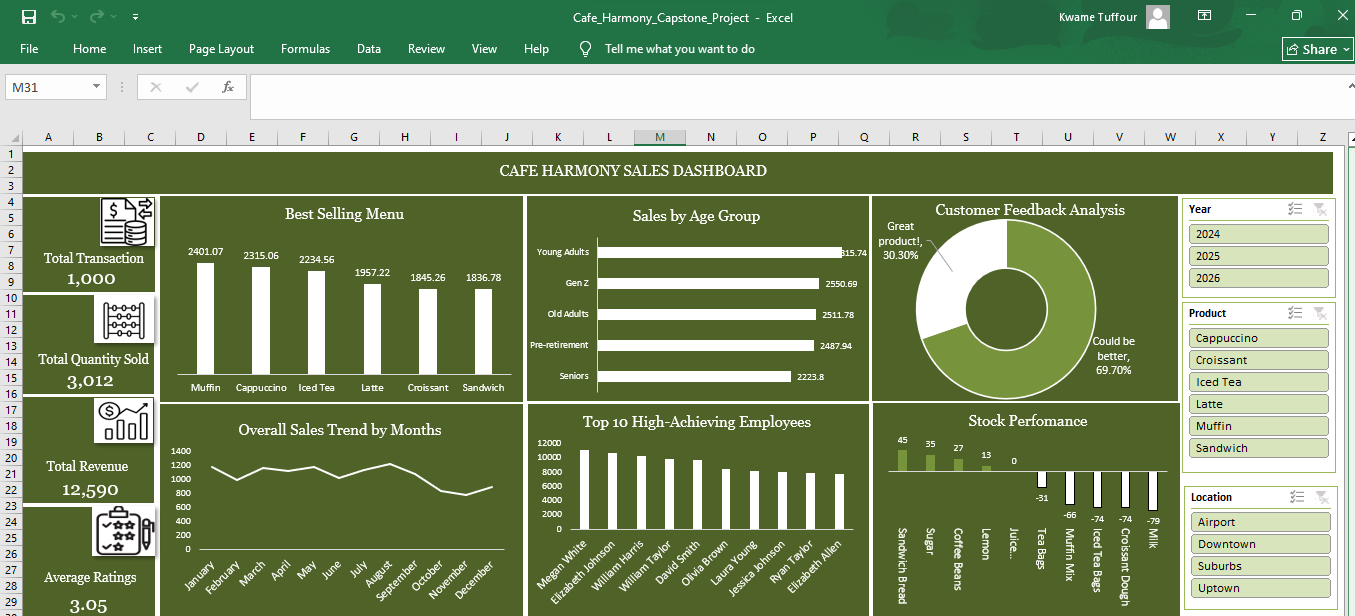 Cafe_Harmony_Capstone_Project - Excel
Kwame Tuffour
File Home Insert Page Layout Formulas Data Review View Help Tell me what you want to do
Share
M31
fx
A B C D E F G H I J K L M N O P Q R S T U V W X Y Z
1
2
3
4
5
6
7
8
9
10
11
12
13
14
15
16
17
18
19
20
21
22
23
24
25
26
27
28
29
CAFE HARMONY SALES DASHBOARD
Total Transaction
1,000
Total Quantity Sold
3,012
Total Revenue
12,590
Average Ratings
3.05
Best Selling Menu
2401.07 2315.06 2234.56 1957.22 1845.26 1836.78
Muffin Cappuccino Iced Tea Latte Croissant Sandwich
Sales by Age Group
Young Adults 315.74
Gen Z 2550.69
Old Adults 2511.78
Pre-retirement 2487.94
Seniors 2223.8
Customer Feedback Analysis
Great
product!,
30.30%
Could be
better,
69.70%
Overall Sales Trend by Months
1400
1200
1000
800
600
400
200
0
January February March April May June July August September October November December
Top 10 High-Achieving Employees
12000
10000
8000
6000
4000
2000
0
Megan White Elizabeth Johnson William Harris William Taylor David Smith Olivia Brown Laura Young Jessica Johnson Ryan Taylor Elizabeth Allen
Stock Perfomance
45 35 27 13 0 -31 -66 -74 -74 -79
Sandwich Bread Sugar Coffee Beans Lemon Juice... Tea Bags Muffin Mix Iced Tea Bags Croissant Dough Milk
Year
2024
2025
2026
Product
Cappuccino
Croissant
Iced Tea
Latte
Muffin
Sandwich
Location
Airport
Downtown
Suburbs
Uptown